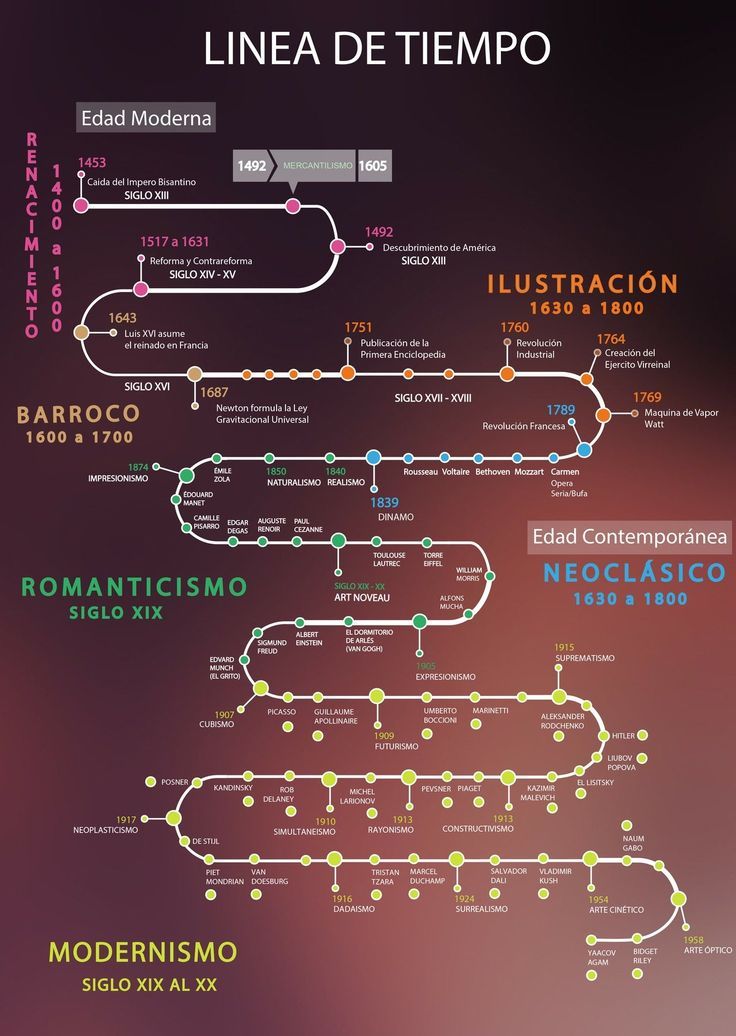 LINEA DE TIEMPO
Edad Moderna
RENACIMIENTO
1400 a 1600
1453
Caida del Impero Bisantino
SIGLO XIII
1492
MERCANTILISMO
1605
1492
Descubrimiento de América
SIGLO XIII
1517 a 1631
Reforma y Contrareforma
SIGLO XIV - XV
ILUSTRACIÓN
1630 a 1800
1643
Luis XVI asume
el reinado en Francia
1751
Publicación de la
Primera Enciclopedia
1760
Revolución
Industrial
1764
Creación del
Ejercito Virreinal
SIGLO XVI
1687
Newton formula la Ley
Gravitacional Universal
SIGLO XVII - XVIII
1769
Maquina de Vapor
Watt
BARROCO
1600 a 1700
1789
Revolución Francesa
1874
IMPRESIONISMO
ÉMILE
ZOLA
1850
NATURALISMO
1840
REALISMO
1839
DINAMO
Rousseau
Voltaire
Bethoven
Mozzart
Carmen
Opera
Seria/Bufa
ÉDOUARD
MANET
CAMILLE
PISARRO
EDGAR
DEGAS
AUGUSTE
RENOIR
PAUL
CEZANNE
Edad Contemporánea
NEOCLÁSICO
1630 a 1800
SIGLO XIX - XX
ART NOVEAU
TOULOUSE
LAUTREC
TORRE
EIFFEL
WILLIAM
MORRIS
ALFONS
MUCHA
ROMANTICISMO
SIGLO XIX
EDVARD
MUNCH
(EL GRITO)
SIGMUND
FREUD
ALBERT
EINSTEIN
EL DORMITORIO
DE ARLÉS
(VAN GOGH)
1905
EXPRESIONISMO
1915
SUPREMATISMO
1907
CUBISMO
PICASSO
GUILLAUME
APOLLINAIRE
1909
FUTURISMO
UMBERTO
BOCCIONI
MARINETTI
ALEKSANDER
RODCHENKO
HITLER
LIUBOV
POPOVA
EL LISITSKY
POSNER
KANDINSKY
ROB
DELANEY
1910
SIMULTANEISMO
MICHEL
LARIONOV
1913
RAYONISMO
PEVSNER
PIAGET
1913
CONSTRUCTIVISMO
KAZIMIR
MALEVICH
1917
NEOPLASTICISMO
DE STIJL
PIET
MONDRIAN
VAN
DOESBURG
1916
DADAISMO
TRISTAN
TZARA
MARCEL
DUCHAMP
1924
SURREALISMO
SALVADOR
DALI
VLADIMIR
KUSH
1954
ARTE CINÉTICO
NAUM
GABO
1958
ARTE ÓPTICO
YAACOV
AGAM
BIDGET
RILEY
MODERNISMO
SIGLO XIX AL XX